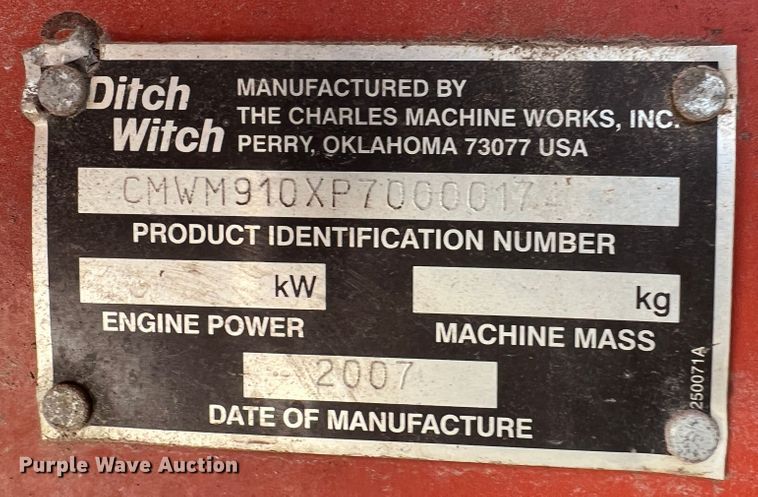 Ditch Witch
MANUFACTURED BY
THE CHARLES MACHINE WORKS, INC.
PERRY, OKLAHOMA 73077 USA
CMWM910XP70000174
PRODUCT IDENTIFICATION NUMBER
kW
ENGINE POWER
kg
MACHINE MASS
2007
DATE OF MANUFACTURE
250071A
Purple Wave Auction